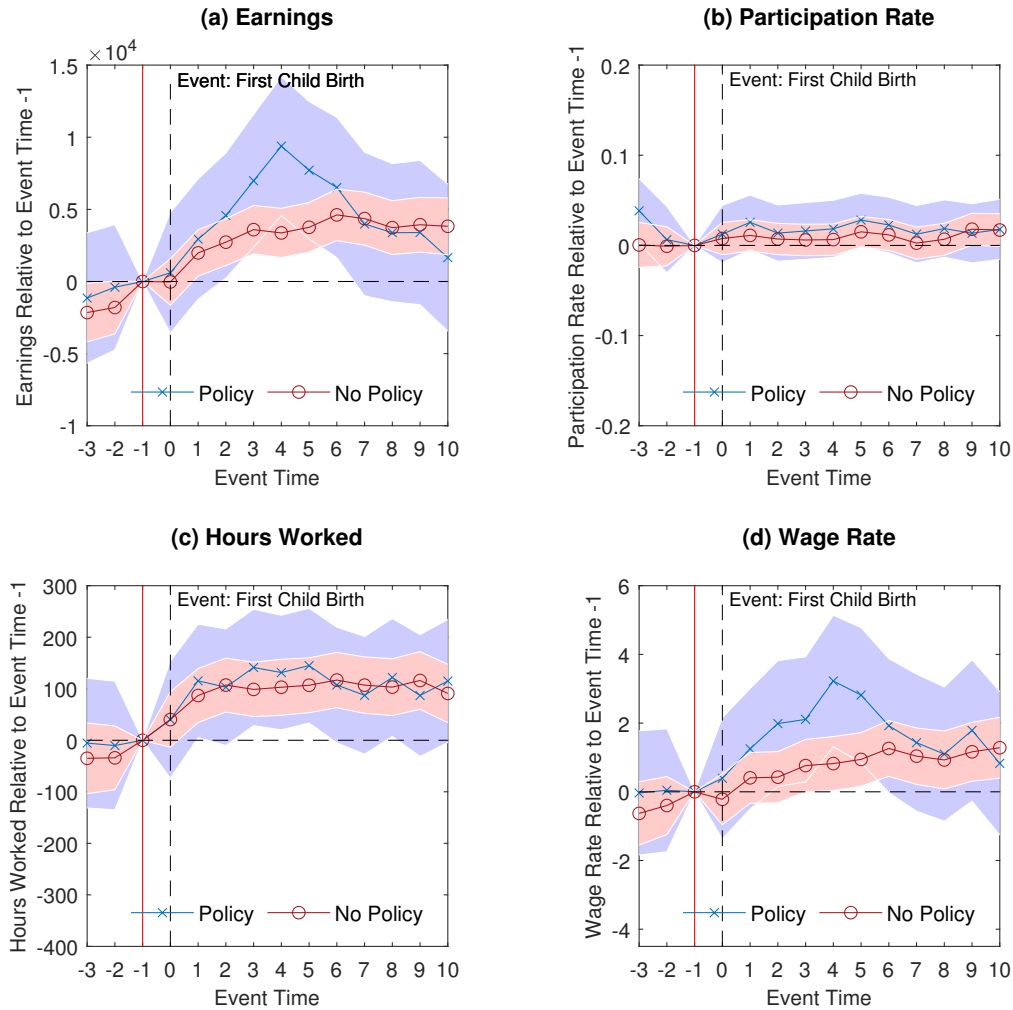 (a) Earnings
×10^4
1.5
1
0.5
0
-0.5
-1
Earnings Relative to Event Time -1
Event: First Child Birth
Policy No Policy
-3 -2 -1 0 1 2 3 4 5 6 7 8 9 10
Event Time
(b) Participation Rate
0.2
0.1
0
-0.1
-0.2
Participation Rate Relative to Event Time -1
Event: First Child Birth
Policy No Policy
-3 -2 -1 0 1 2 3 4 5 6 7 8 9 10
Event Time
(c) Hours Worked
300
200
100
0
-100
-200
-300
-400
Hours Worked Relative to Event Time -1
Event: First Child Birth
Policy No Policy
-3 -2 -1 0 1 2 3 4 5 6 7 8 9 10
Event Time
(d) Wage Rate
6
4
2
0
-2
-4
Wage Rate Relative to Event Time -1
Event: First Child Birth
Policy No Policy
-3 -2 -1 0 1 2 3 4 5 6 7 8 9 10
Event Time